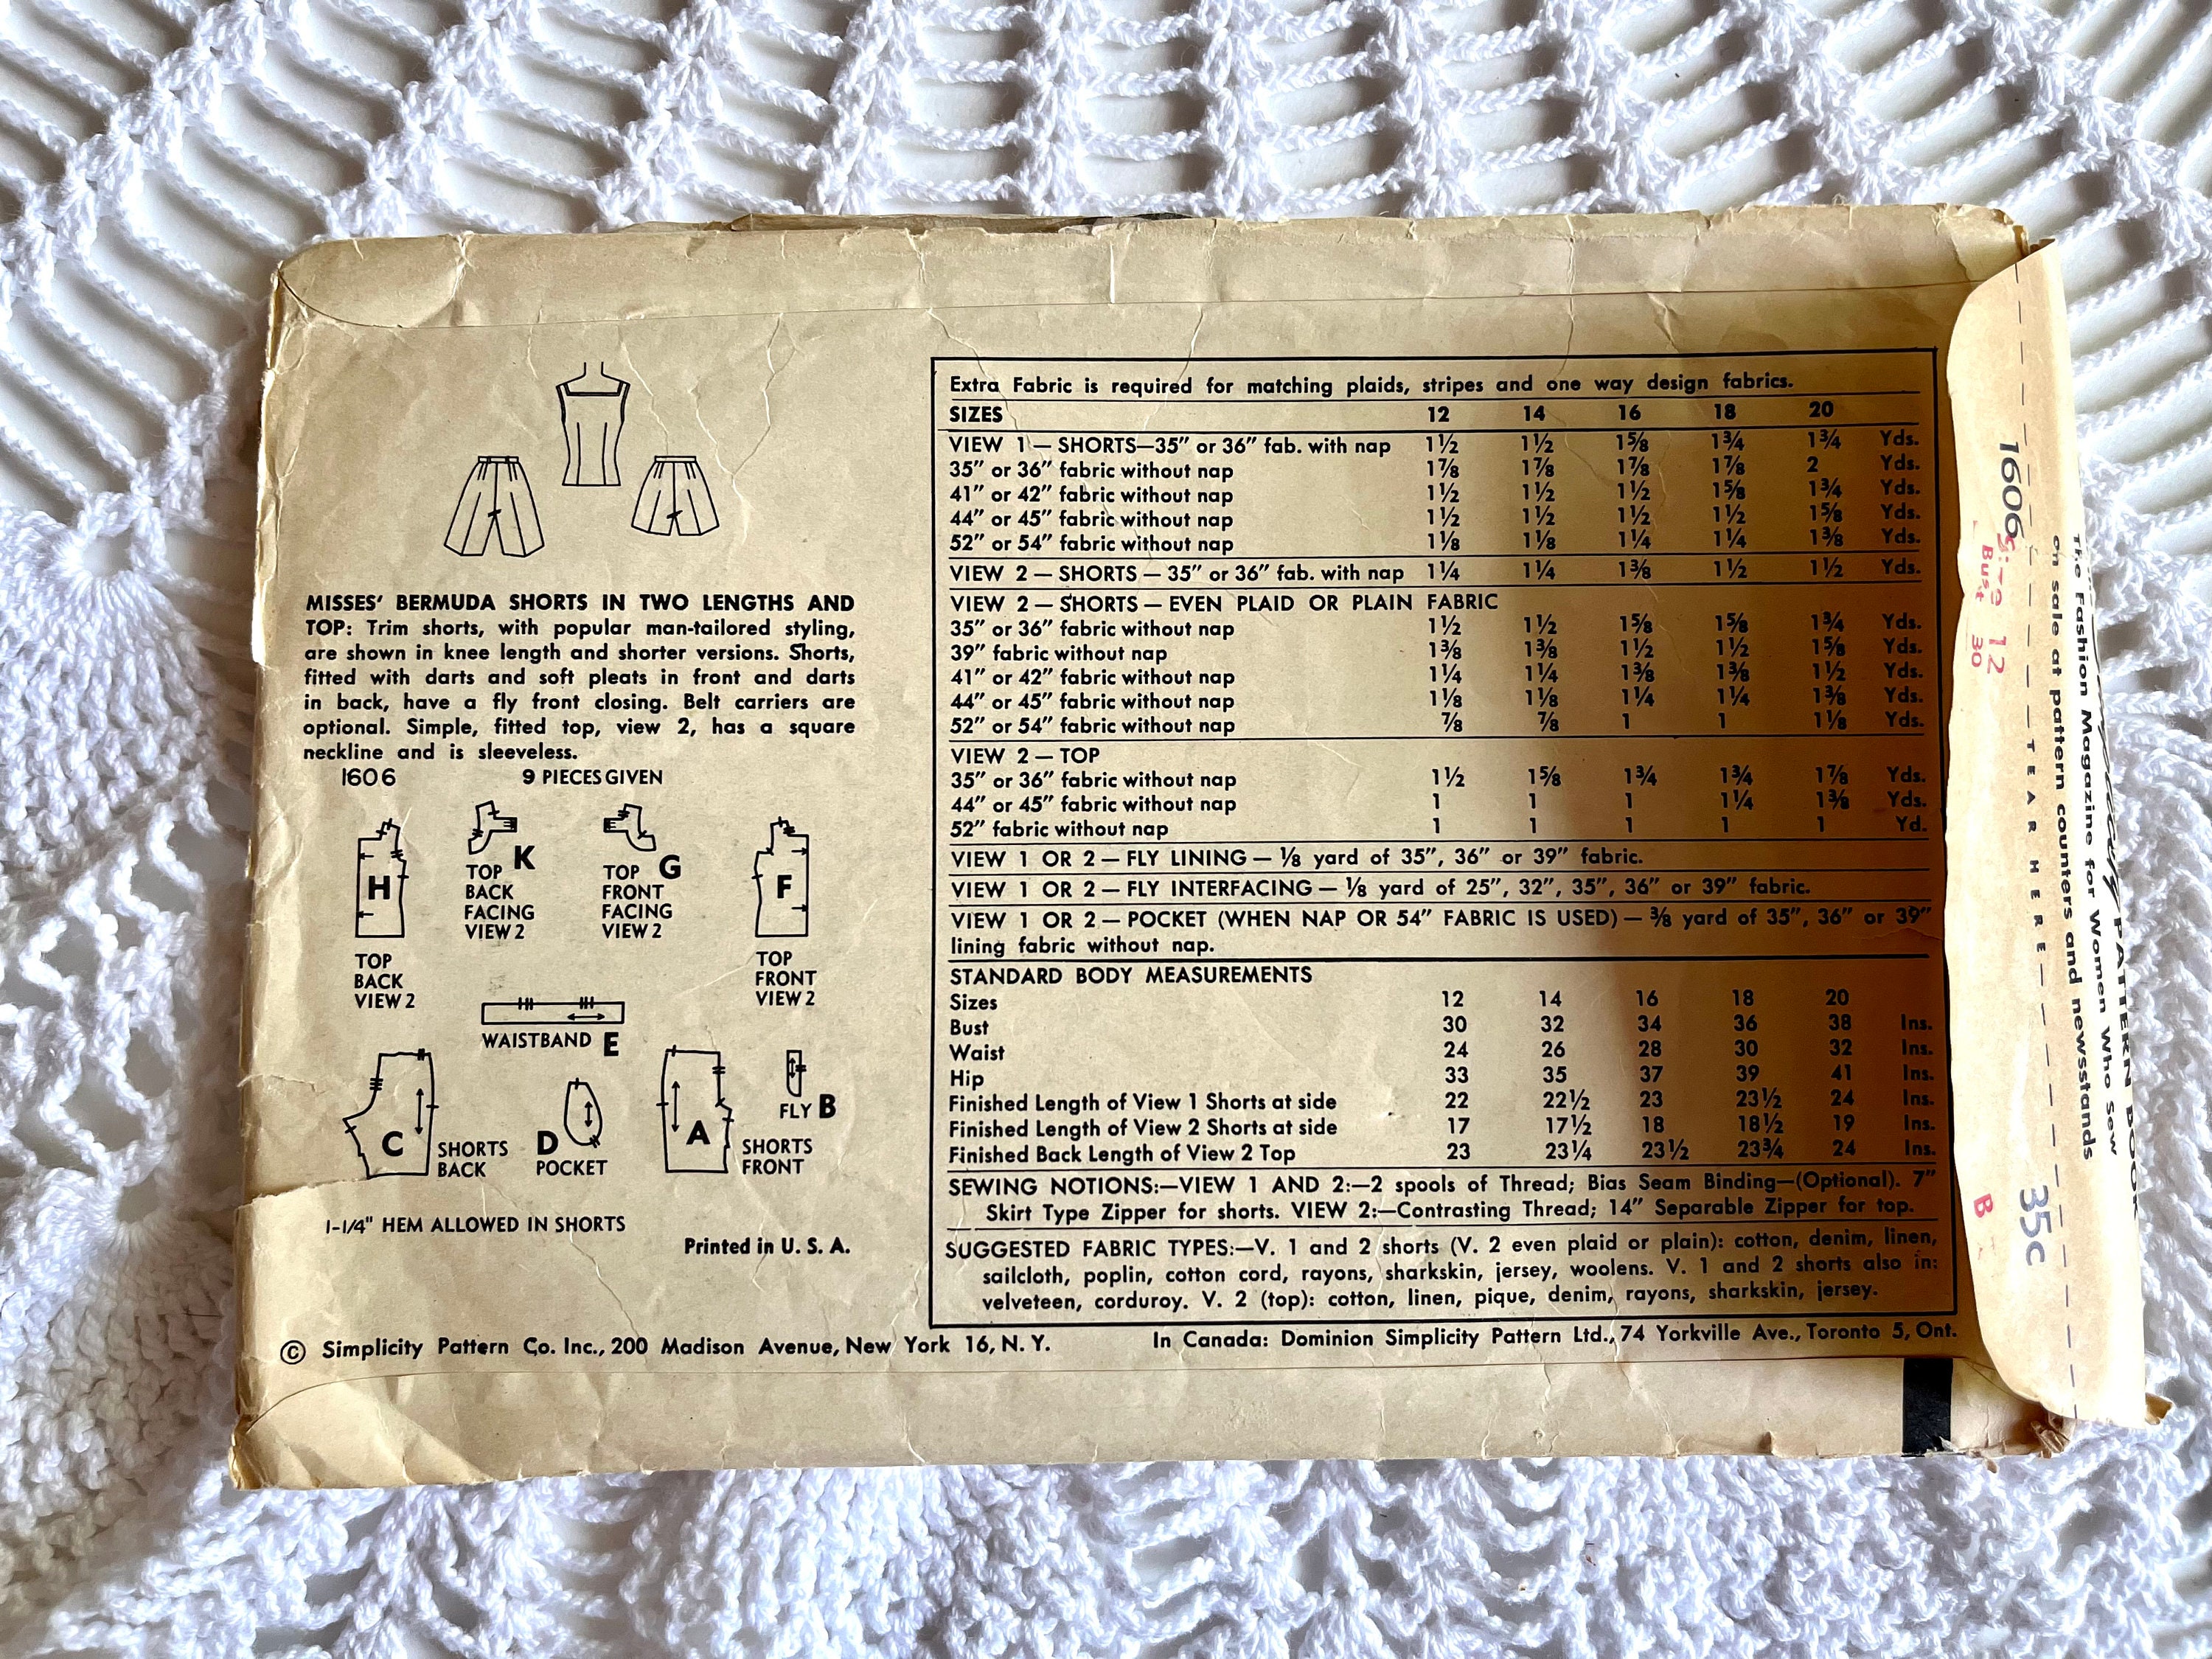 MISSES' BERMUDA SHORTS IN TWO LENGTHS AND
TOP: Trim shorts, with popular man-tailored styling,
are shown in knee length and shorter versions. Shorts,
fitted with darts and soft pleats in front and darts
in back, have a fly front closing. Belt carriers are
optional. Simple, fitted top, view 2, has a square
neckline and is sleeveless.
1606 9 PIECES GIVEN
H
TOP
BACK
VIEW 2
K
TOP
BACK
FACING
VIEW 2
G
TOP
FRONT
FACING
VIEW 2
F
TOP
FRONT
VIEW 2
WAISTBAND E
C
SHORTS
BACK
D
POCKET
A
SHORTS
FRONT
FLY B
1-1/4" HEM ALLOWED IN SHORTS
Printed in U. S. A.
Extra Fabric is required for matching plaids, stripes and one way design fabrics.
SIZES 12 14 16 18 20
VIEW 1 — SHORTS—35" or 36" fab. with nap 1½ 1½ 1⅝ 1¾ 1¾ Yds.
35" or 36" fabric without nap 1⅞ 1⅞ 1⅞ 1⅞ 2 Yds.
41" or 42" fabric without nap 1½ 1½ 1½ 1⅝ 1¾ Yds.
44" or 45" fabric without nap 1½ 1½ 1½ 1½ 1⅝ Yds.
52" or 54" fabric without nap 1⅛ 1⅛ 1¼ 1¼ 1⅜ Yds.
VIEW 2 — SHORTS — 35" or 36" fab. with nap 1¼ 1¼ 1⅜ 1½ 1½ Yds.
VIEW 2 — SHORTS — EVEN PLAID OR PLAIN FABRIC
35" or 36" fabric without nap 1½ 1½ 1⅝ 1⅝ 1¾ Yds.
39" fabric without nap 1⅜ 1⅜ 1½ 1½ 1⅝ Yds.
41" or 42" fabric without nap 1¼ 1¼ 1⅜ 1⅜ 1½ Yds.
44" or 45" fabric without nap 1⅛ 1⅛ 1¼ 1¼ 1⅜ Yds.
52" or 54" fabric without nap ⅞ ⅞ 1 1 1⅛ Yds.
VIEW 2 — TOP
35" or 36" fabric without nap 1½ 1⅝ 1¾ 1¾ 1⅞ Yds.
44" or 45" fabric without nap 1 1 1 1¼ 1⅜ Yds.
52" fabric without nap 1 1 1 1 1 Yd.
VIEW 1 OR 2 — FLY LINING — ⅛ yard of 35", 36" or 39" fabric.
VIEW 1 OR 2 — FLY INTERFACING — ⅛ yard of 25", 32", 35", 36" or 39" fabric.
VIEW 1 OR 2 — POCKET (WHEN NAP OR 54" FABRIC IS USED) — ⅜ yard of 35", 36" or 39"
lining fabric without nap.
STANDARD BODY MEASUREMENTS
Sizes 12 14 16 18 20
Bust 30 32 34 36 38 Ins.
Waist 24 26 28 30 32 Ins.
Hip 33 35 37 39 41 Ins.
Finished Length of View 1 Shorts at side 22 22½ 23 23½ 24 Ins.
Finished Length of View 2 Shorts at side 17 17½ 18 18½ 19 Ins.
Finished Back Length of View 2 Top 23 23¼ 23½ 23¾ 24 Ins.
SEWING NOTIONS:—VIEW 1 AND 2:—2 spools of Thread; Bias Seam Binding—(Optional). 7"
Skirt Type Zipper for shorts. VIEW 2:—Contrasting Thread; 14" Separable Zipper for top.
SUGGESTED FABRIC TYPES:—V. 1 and 2 shorts (V. 2 even plaid or plain): cotton, denim, linen,
sailcloth, poplin, cotton cord, rayons, sharkskin, jersey, woolens. V. 1 and 2 shorts also in:
velveteen, corduroy. V. 2 (top): cotton, linen, pique, denim, rayons, sharkskin, jersey.
© Simplicity Pattern Co. Inc., 200 Madison Avenue, New York 16, N. Y. In Canada: Dominion Simplicity Pattern Ltd., 74 Yorkville Ave., Toronto 5, Ont.
PATTERN BOOK
The Fashion Magazine for Women Who Sew
on sale at pattern counters and newsstands
TEAR HERE
1606 35c
Size 12
Bust 30 B